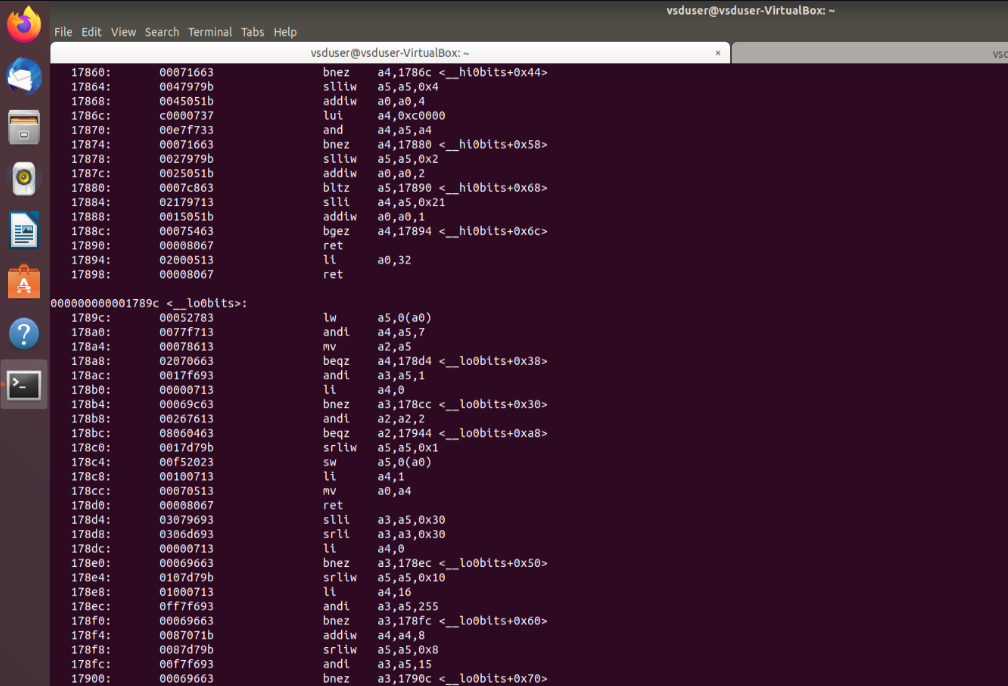 vsduser@vsduser-VirtualBox: ~
File Edit View Search Terminal Tabs Help
vsduser@vsduser-VirtualBox: ~ ×
17860: 00071663 bnez a4,1786c <__hi0bits+0x44>
17864: 0047979b slliw a5,a5,0x4
17868: 0045051b addiw a0,a0,4
1786c: c0000737 lui a4,0xc0000
17870: 00e7f733 and a4,a5,a4
17874: 00071663 bnez a4,17880 <__hi0bits+0x58>
17878: 0027979b slliw a5,a5,0x2
1787c: 0025051b addiw a0,a0,2
17880: 0007c863 bltz a5,17890 <__hi0bits+0x68>
17884: 02179713 slli a4,a5,0x21
17888: 0015051b addiw a0,a0,1
1788c: 00075463 bgez a4,17894 <__hi0bits+0x6c>
17890: 00008067 ret
17894: 02000513 li a0,32
17898: 00008067 ret
000000000001789c <__lo0bits>:
1789c: 00052783 lw a5,0(a0)
178a0: 0077f713 andi a4,a5,7
178a4: 00078613 mv a2,a5
178a8: 02070663 beqz a4,178d4 <__lo0bits+0x38>
178ac: 0017f693 andi a3,a5,1
178b0: 00000713 li a4,0
178b4: 00069c63 bnez a3,178cc <__lo0bits+0x30>
178b8: 00267613 andi a2,a2,2
178bc: 08060463 beqz a2,17944 <__lo0bits+0xa8>
178c0: 0017d79b srliw a5,a5,0x1
178c4: 00f52023 sw a5,0(a0)
178c8: 00100713 li a4,1
178cc: 00070513 mv a0,a4
178d0: 00008067 ret
178d4: 03079693 slli a3,a5,0x30
178d8: 0306d693 srli a3,a3,0x30
178dc: 00000713 li a4,0
178e0: 00069663 bnez a3,178ec <__lo0bits+0x50>
178e4: 0107d79b srliw a5,a5,0x10
178e8: 01000713 li a4,16
178ec: 0ff7f693 andi a3,a5,255
178f0: 00069663 bnez a3,178fc <__lo0bits+0x60>
178f4: 0087071b addiw a4,a4,8
178f8: 0087d79b srliw a5,a5,0x8
178fc: 00f7f693 andi a3,a5,15
17900: 00069663 bnez a3,1790c <__lo0bits+0x70>